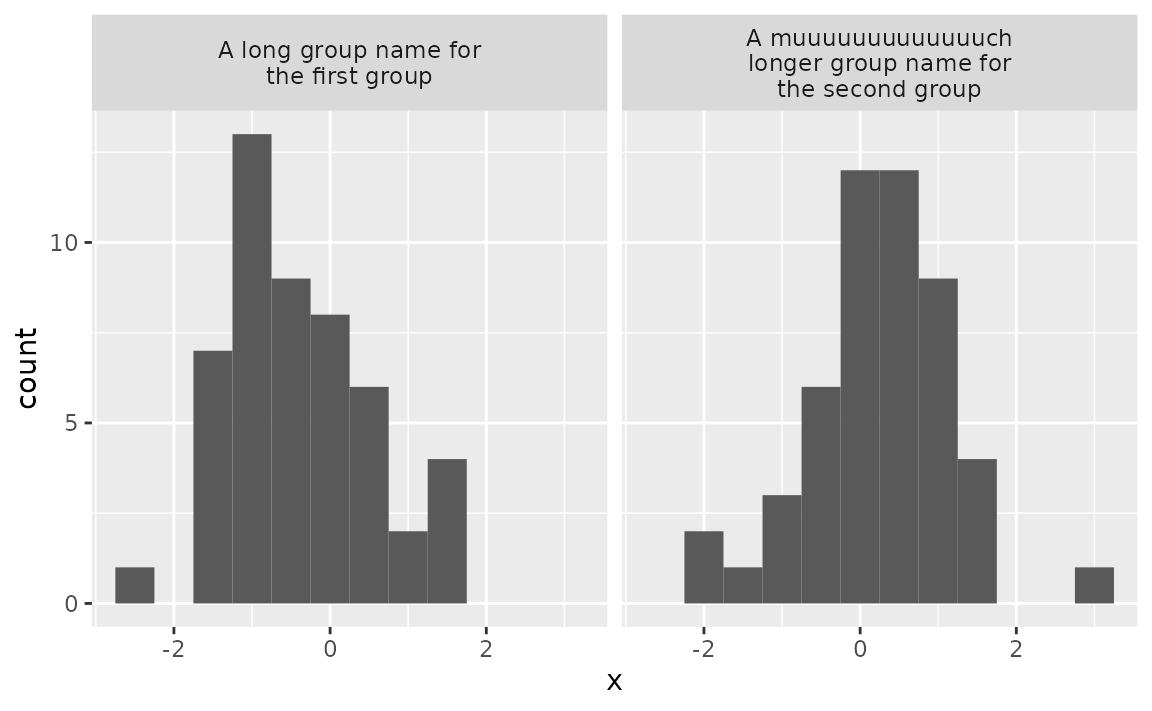 A long group name for
the first group
A muuuuuuuuuuuuuch
longer group name for
the second group
10
5
0
count
-2
0
2
-2
0
2
x